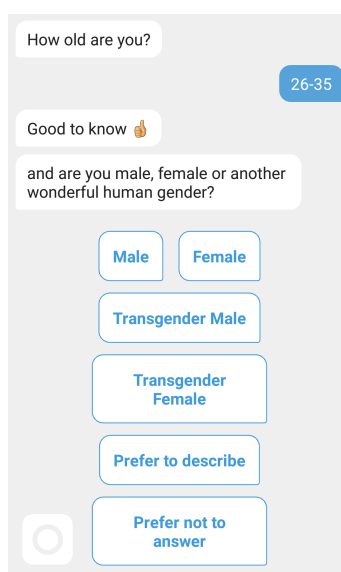 How old are you?
26-35
Good to know 👍🏼
and are you male, female or another
wonderful human gender?
Male
Female
Transgender Male
Transgender
Female
Prefer to describe
Prefer not to
answer